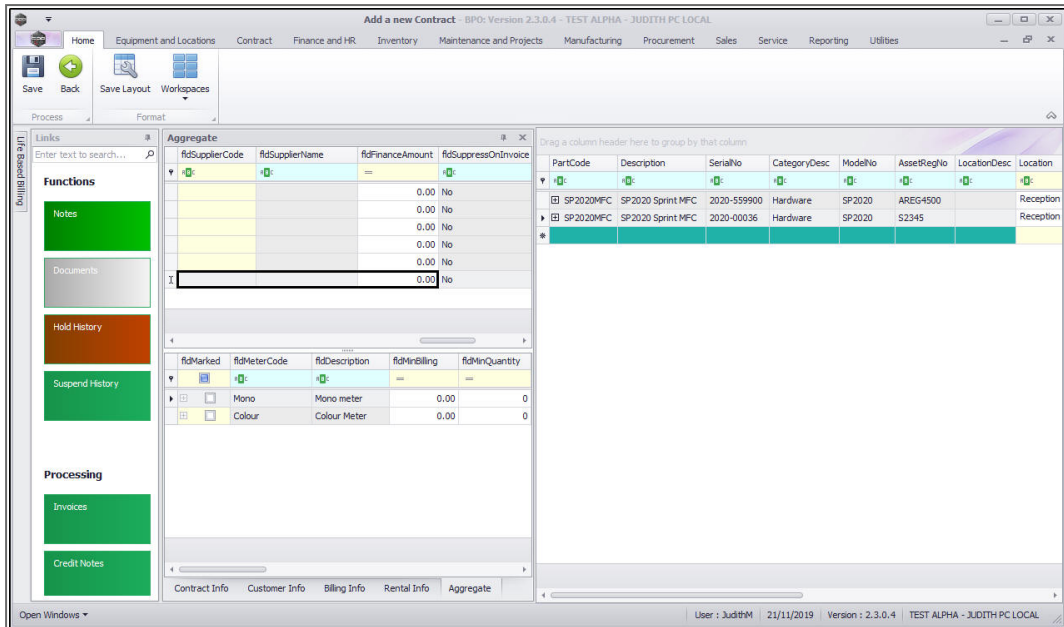 Add a new Contract - BPO: Version 2.3.0.4 - TEST ALPHA - JUDITH PC LOCAL
Home Equipment and Locations Contract Finance and HR Inventory Maintenance and Projects Manufacturing Procurement Sales Service Reporting Utilities
Save Back Save Layout Workspaces
Process Format
Life Based Billing
Links
Enter text to search...
Functions
Notes
Documents
Hold History
Suspend History
Processing
Invoices
Credit Notes
Aggregate
fldSupplierCode fldSupplierName fldFinanceAmount fldSuppressOnInvoice
=
0.00 No
0.00 No
0.00 No
0.00 No
0.00 No
0.00 No
fldMarked fldMeterCode fldDescription fldMinBilling fldMinQuantity
= =
Mono Mono meter 0.00 0
Colour Colour Meter 0.00 0
Contract Info Customer Info Billing Info Rental Info Aggregate
Drag a column header here to group by that column
PartCode Description SerialNo CategoryDesc ModelNo AssetRegNo LocationDesc Location
SP2020MFC SP2020 Sprint MFC 2020-559900 Hardware SP2020 AREG4500 Reception
SP2020MFC SP2020 Sprint MFC 2020-00036 Hardware SP2020 S2345 Reception
Open Windows User : JudithM 21/11/2019 Version : 2.3.0.4 TEST ALPHA - JUDITH PC LOCAL